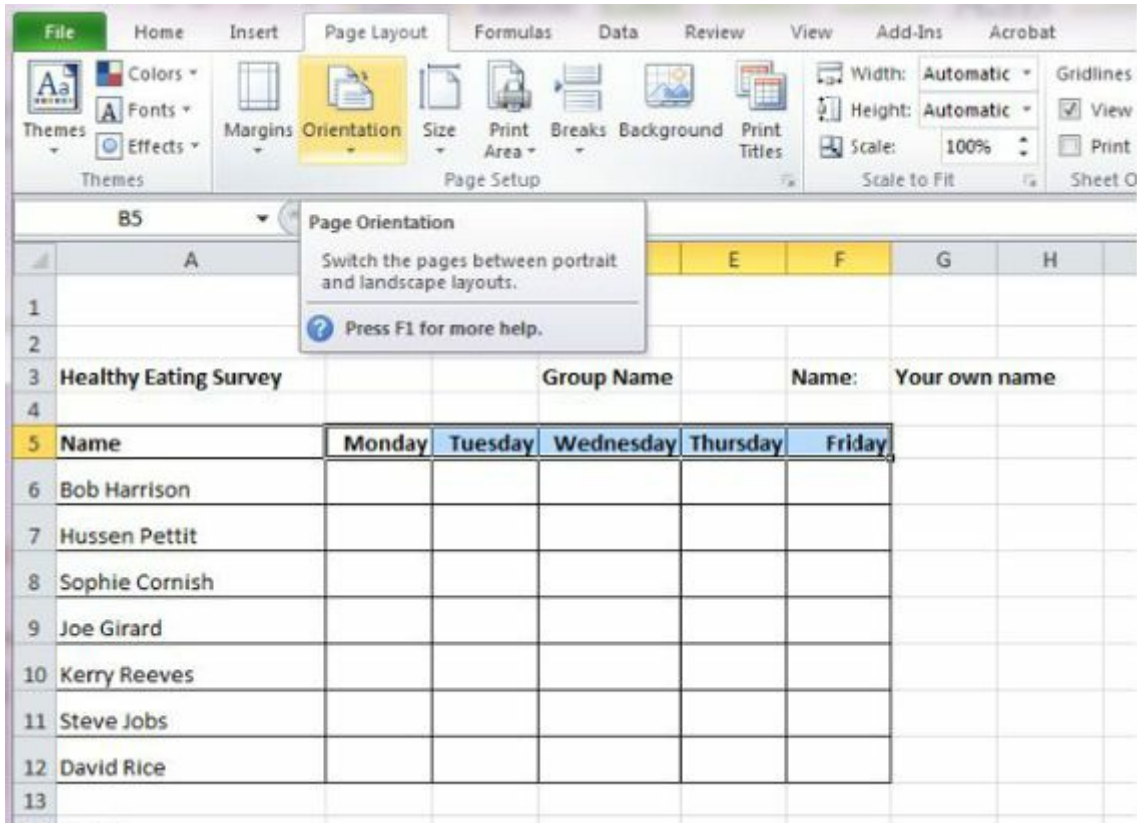 File Home Insert Page Layout Formulas Data Review View Add-Ins Acrobat
Colors
Fonts
Effects
Themes
Margins
Orientation
Size
Print
Area
Breaks
Background
Print
Titles
Width: Automatic
Height: Automatic
Scale: 100%
Gridlines
View
Print
Themes Page Setup Scale to Fit Sheet O
B5
Page Orientation
Switch the pages between portrait
and landscape layouts.
Press F1 for more help.
A E F G H
1
2
3 Healthy Eating Survey Group Name Name: Your own name
4
5 Name Monday Tuesday Wednesday Thursday Friday
6 Bob Harrison
7 Hussen Pettit
8 Sophie Cornish
9 Joe Girard
10 Kerry Reeves
11 Steve Jobs
12 David Rice
13